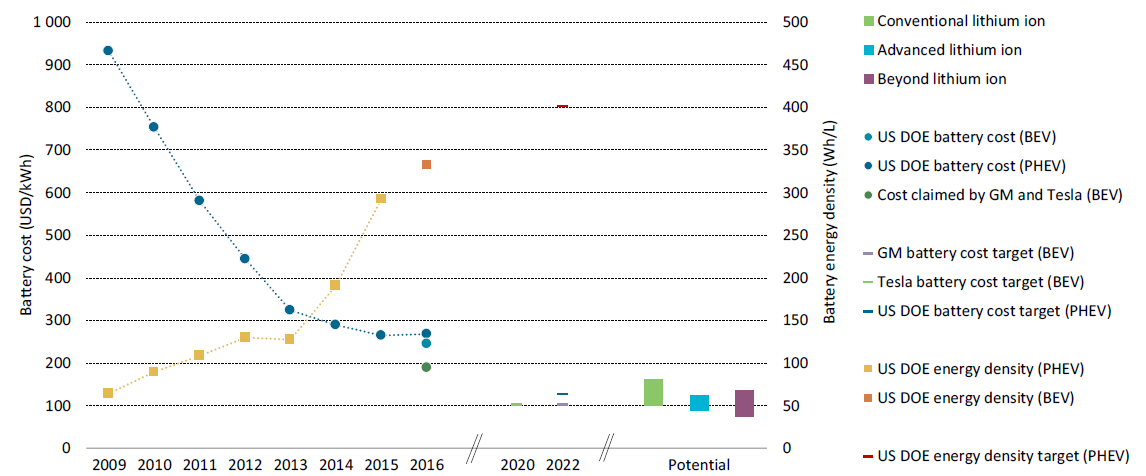 1 000
900
800
700
600
500
400
300
200
100
0
Battery cost (USD/kWh)
2009 2010 2011 2012 2013 2014 2015 2016 2020 2022 Potential
500
450
400
350
300
250
200
150
100
50
0
Battery energy density (Wh/L)
Conventional lithium ion
Advanced lithium ion
Beyond lithium ion
US DOE battery cost (BEV)
US DOE battery cost (PHEV)
Cost claimed by GM and Tesla (BEV)
GM battery cost target (BEV)
Tesla battery cost target (BEV)
US DOE battery cost target (PHEV)
US DOE energy density (PHEV)
US DOE energy density (BEV)
US DOE energy density target (PHEV)